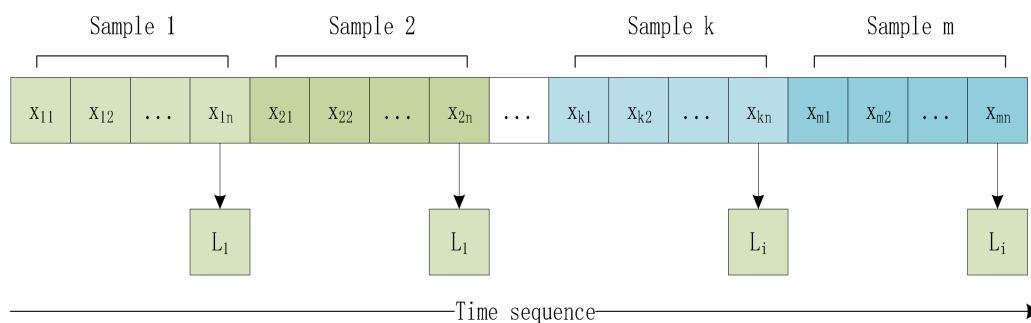 Sample 1 Sample 2 Sample k Sample m
x₁₁ x₁₂ ... x₁ₙ x₂₁ x₂₂ ... x₂ₙ ... xₖ₁ xₖ₂ ... xₖₙ xₘ₁ xₘ₂ ... xₘₙ
L₁ L₁ Lᵢ Lᵢ
Time sequence